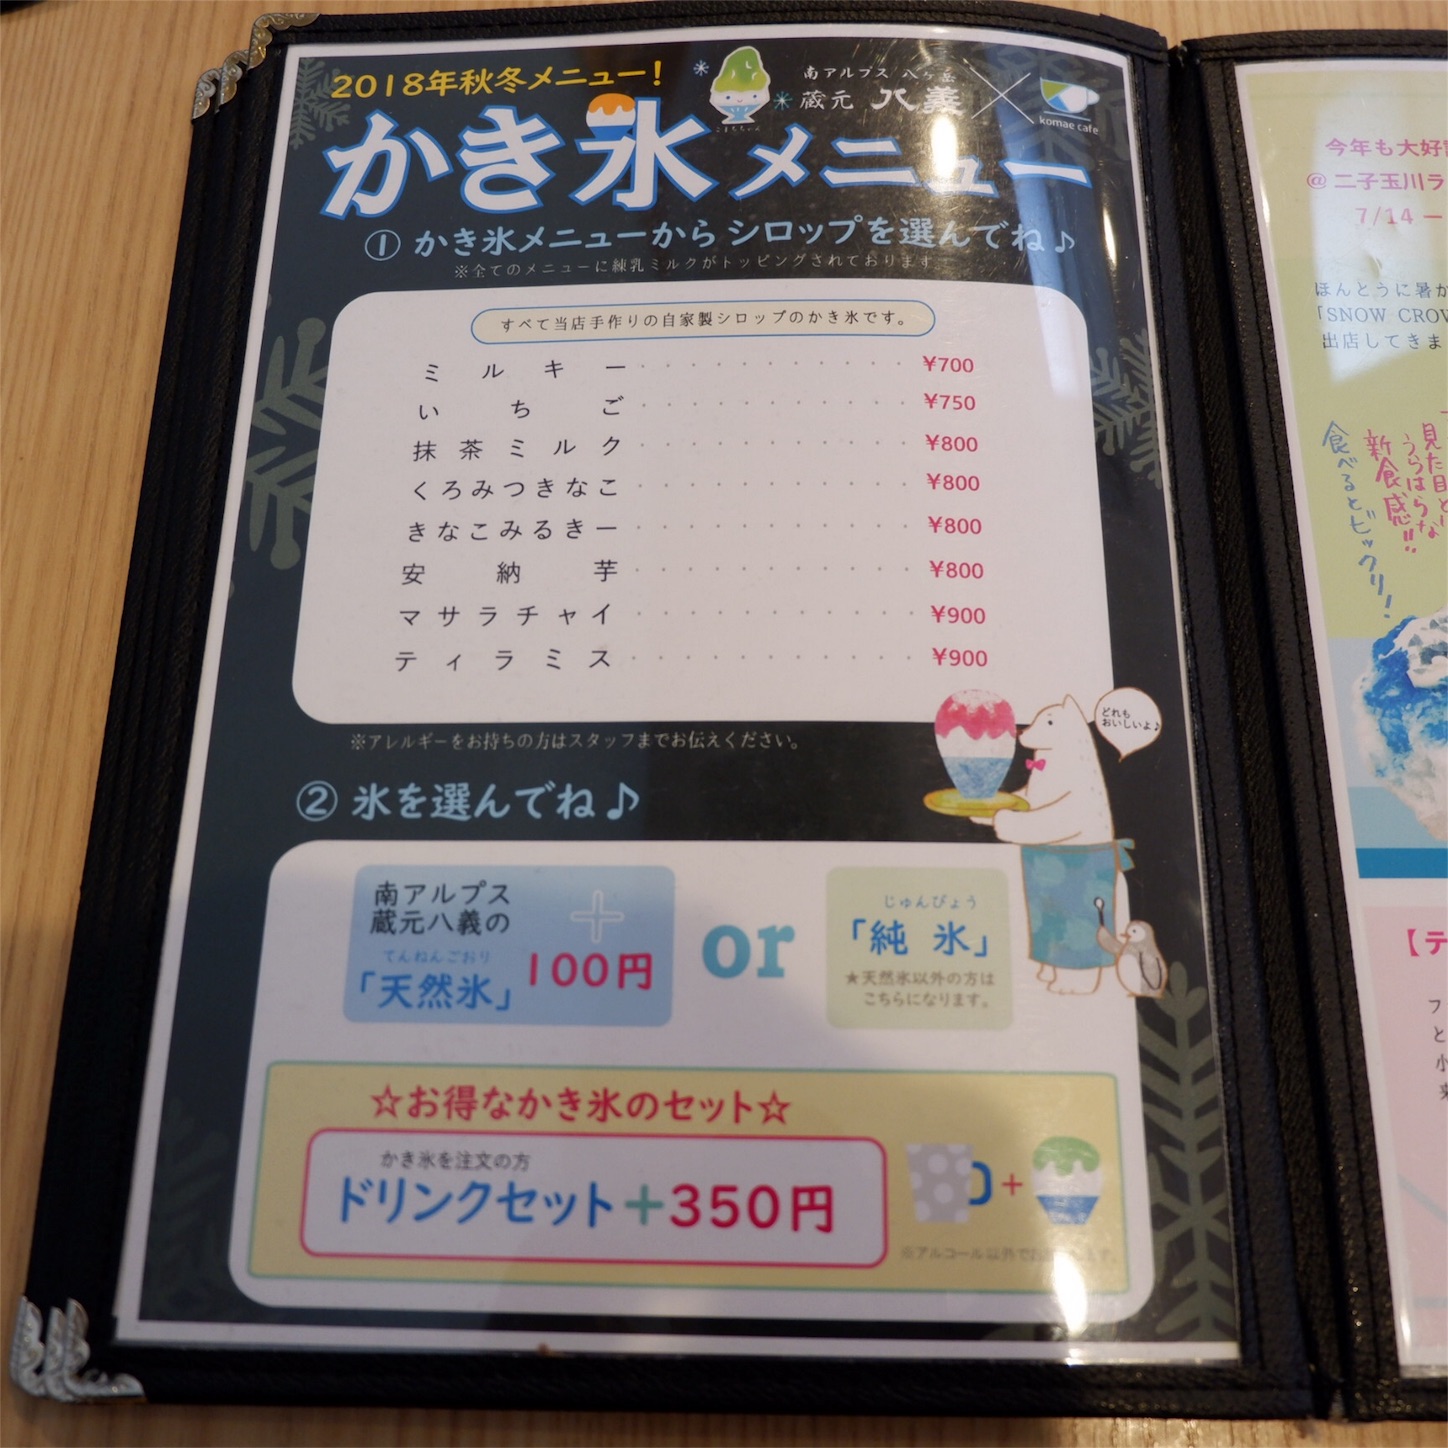 2018年秋冬メニュー!
南アルプス 八ヶ岳
蔵元 八義
komae cafe
かき氷メニュー
① かき氷メニューから シロップを選んでね♪
※全てのメニューに練乳ミルクがトッピングされております
すべて当店手作りの自家製シロップのかき氷です。
ミルキー ¥700
いちご ¥750
抹茶ミルク ¥800
くろみつきなこ ¥800
きなこみるきー ¥800
安納芋 ¥800
マサラチャイ ¥900
ティラミス ¥900
どれも
おいしいよ♪
※アレルギーをお持ちの方はスタッフまでお伝えください。
② 氷を選んでね♪
南アルプス
蔵元八義の
てんねんごおり
「天然氷」
+
100円
or
じゅんぴょう
「純 氷」
★天然氷以外の方は
こちらになります。
☆お得なかき氷のセット☆
かき氷を注文の方
ドリンクセット+350円
+
※アルコール以外で
今年も大好
@ 二子玉川ラ
7/14 ー
ほんとうに暑か
「SNOW CROW
出店してきま
見た目と
うらはらな
新食感!!
食べるとビックリ!
【テ
フ
と
小
来